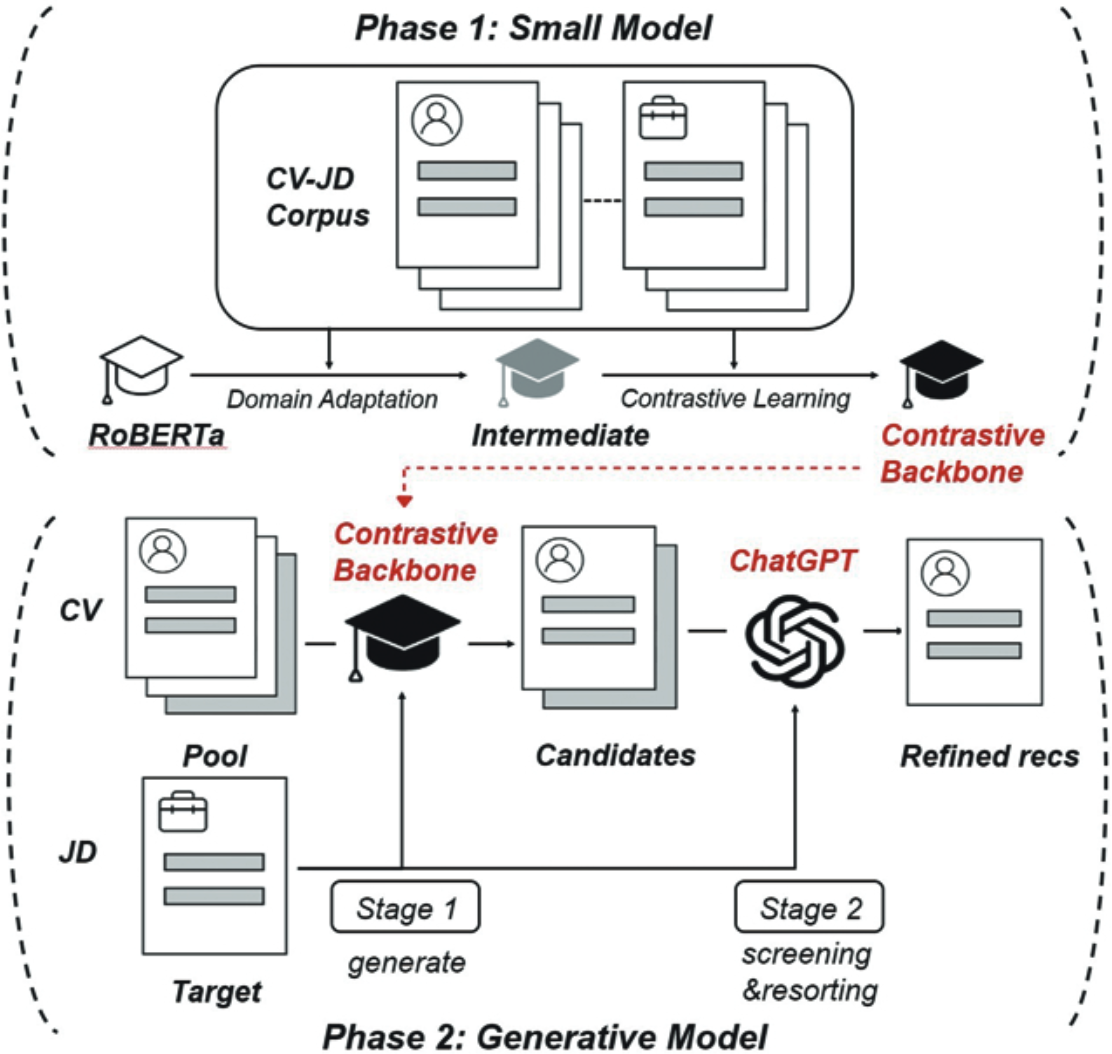 Phase 1: Small Model
CV-JD
Corpus
Domain Adaptation
Contrastive Learning
RoBERTa
Intermediate
Contrastive
Backbone
Contrastive
Backbone
ChatGPT
CV
Pool
Candidates
Refined recs
JD
Stage 1
Stage 2
generate
screening
&resorting
Target
Phase 2: Generative Model